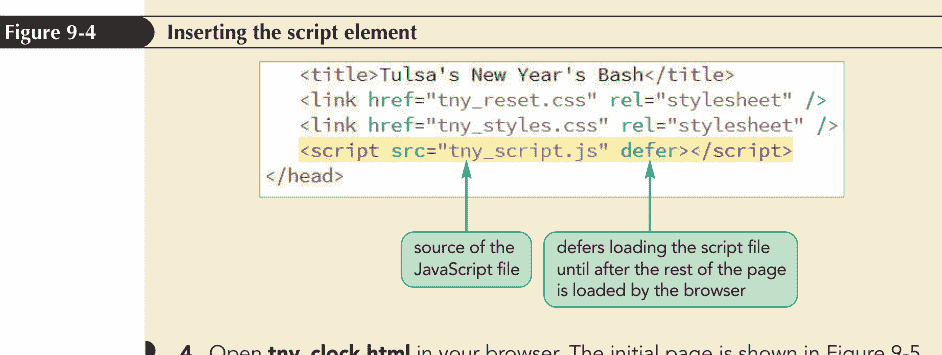 Figure 9-4 Inserting the script element
<title>Tulsa's New Year's Bash</title>
<link href="tny_reset.css" rel="stylesheet" />
<link href="tny_styles.css" rel="stylesheet" />
<script src="tny_script.js" defer></script>
</head>
source of the
JavaScript file
defers loading the script file
until after the rest of the page
is loaded by the browser
4. Open tny_clock.html in your browser. The initial page is shown in Figure 9-5.